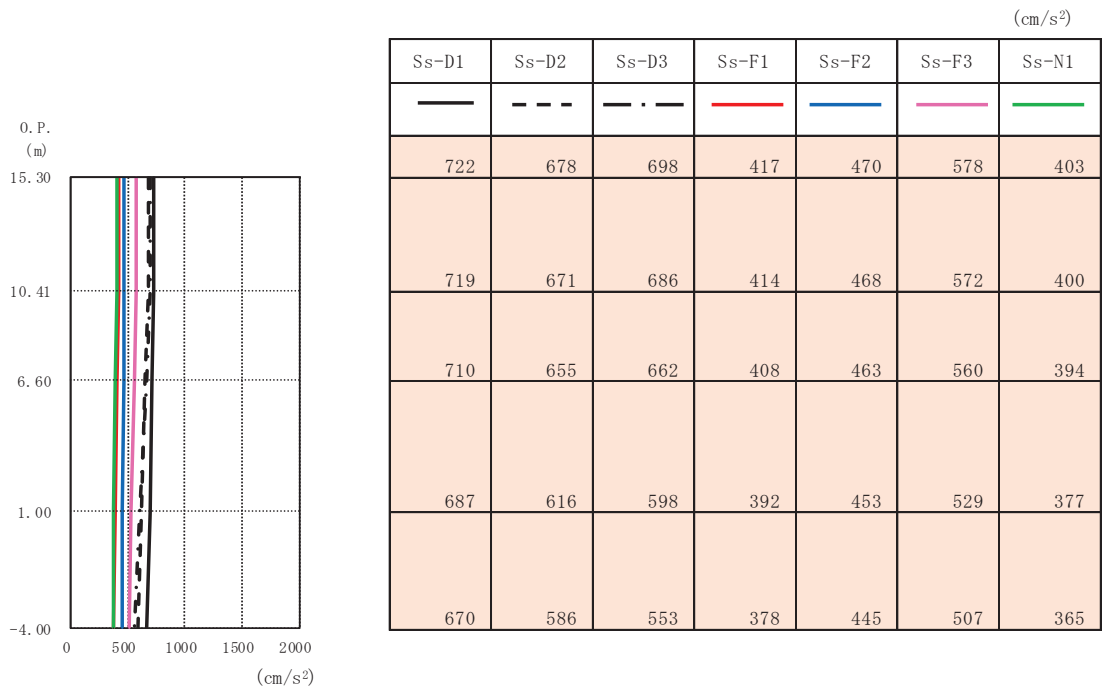 (cm/s²)
Ss-D1 Ss-D2 Ss-D3 Ss-F1 Ss-F2 Ss-F3 Ss-N1
O.P.
(m)
722 678 698 417 470 578 403
15.30
719 671 686 414 468 572 400
10.41
710 655 662 408 463 560 394
6.60
687 616 598 392 453 529 377
1.00
670 586 553 378 445 507 365
-4.00
0 500 1000 1500 2000
(cm/s²)